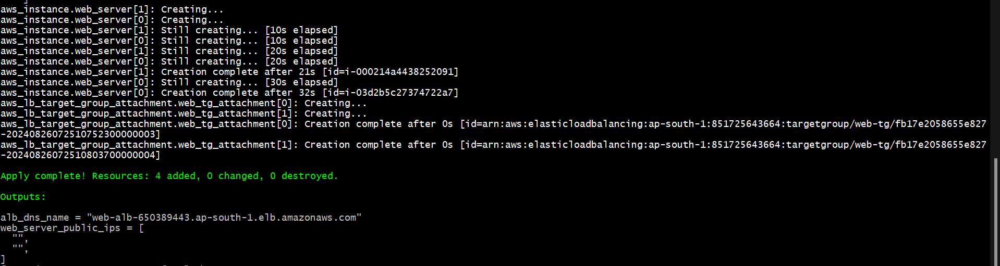 ]
aws_instance.web_server[1]: Creating...
aws_instance.web_server[0]: Creating...
aws_instance.web_server[1]: Still creating... [10s elapsed]
aws_instance.web_server[0]: Still creating... [10s elapsed]
aws_instance.web_server[1]: Still creating... [20s elapsed]
aws_instance.web_server[0]: Still creating... [20s elapsed]
aws_instance.web_server[1]: Creation complete after 21s [id=i-000214a4438252091]
aws_instance.web_server[0]: Still creating... [30s elapsed]
aws_instance.web_server[0]: Creation complete after 32s [id=i-03d2b5c27374722a7]
aws_lb_target_group_attachment.web_tg_attachment[0]: Creating...
aws_lb_target_group_attachment.web_tg_attachment[1]: Creating...
aws_lb_target_group_attachment.web_tg_attachment[0]: Creation complete after 0s [id=arn:aws:elasticloadbalancing:ap-south-1:851725643664:targetgroup/web-tg/fb17e2058655e827
-20240826072510752300000003]
aws_lb_target_group_attachment.web_tg_attachment[1]: Creation complete after 0s [id=arn:aws:elasticloadbalancing:ap-south-1:851725643664:targetgroup/web-tg/fb17e2058655e827
-20240826072510803700000004]
Apply complete! Resources: 4 added, 0 changed, 0 destroyed.
Outputs:
alb_dns_name = "web-alb-650389443.ap-south-1.elb.amazonaws.com"
web_server_public_ips = [
"",
"",
]